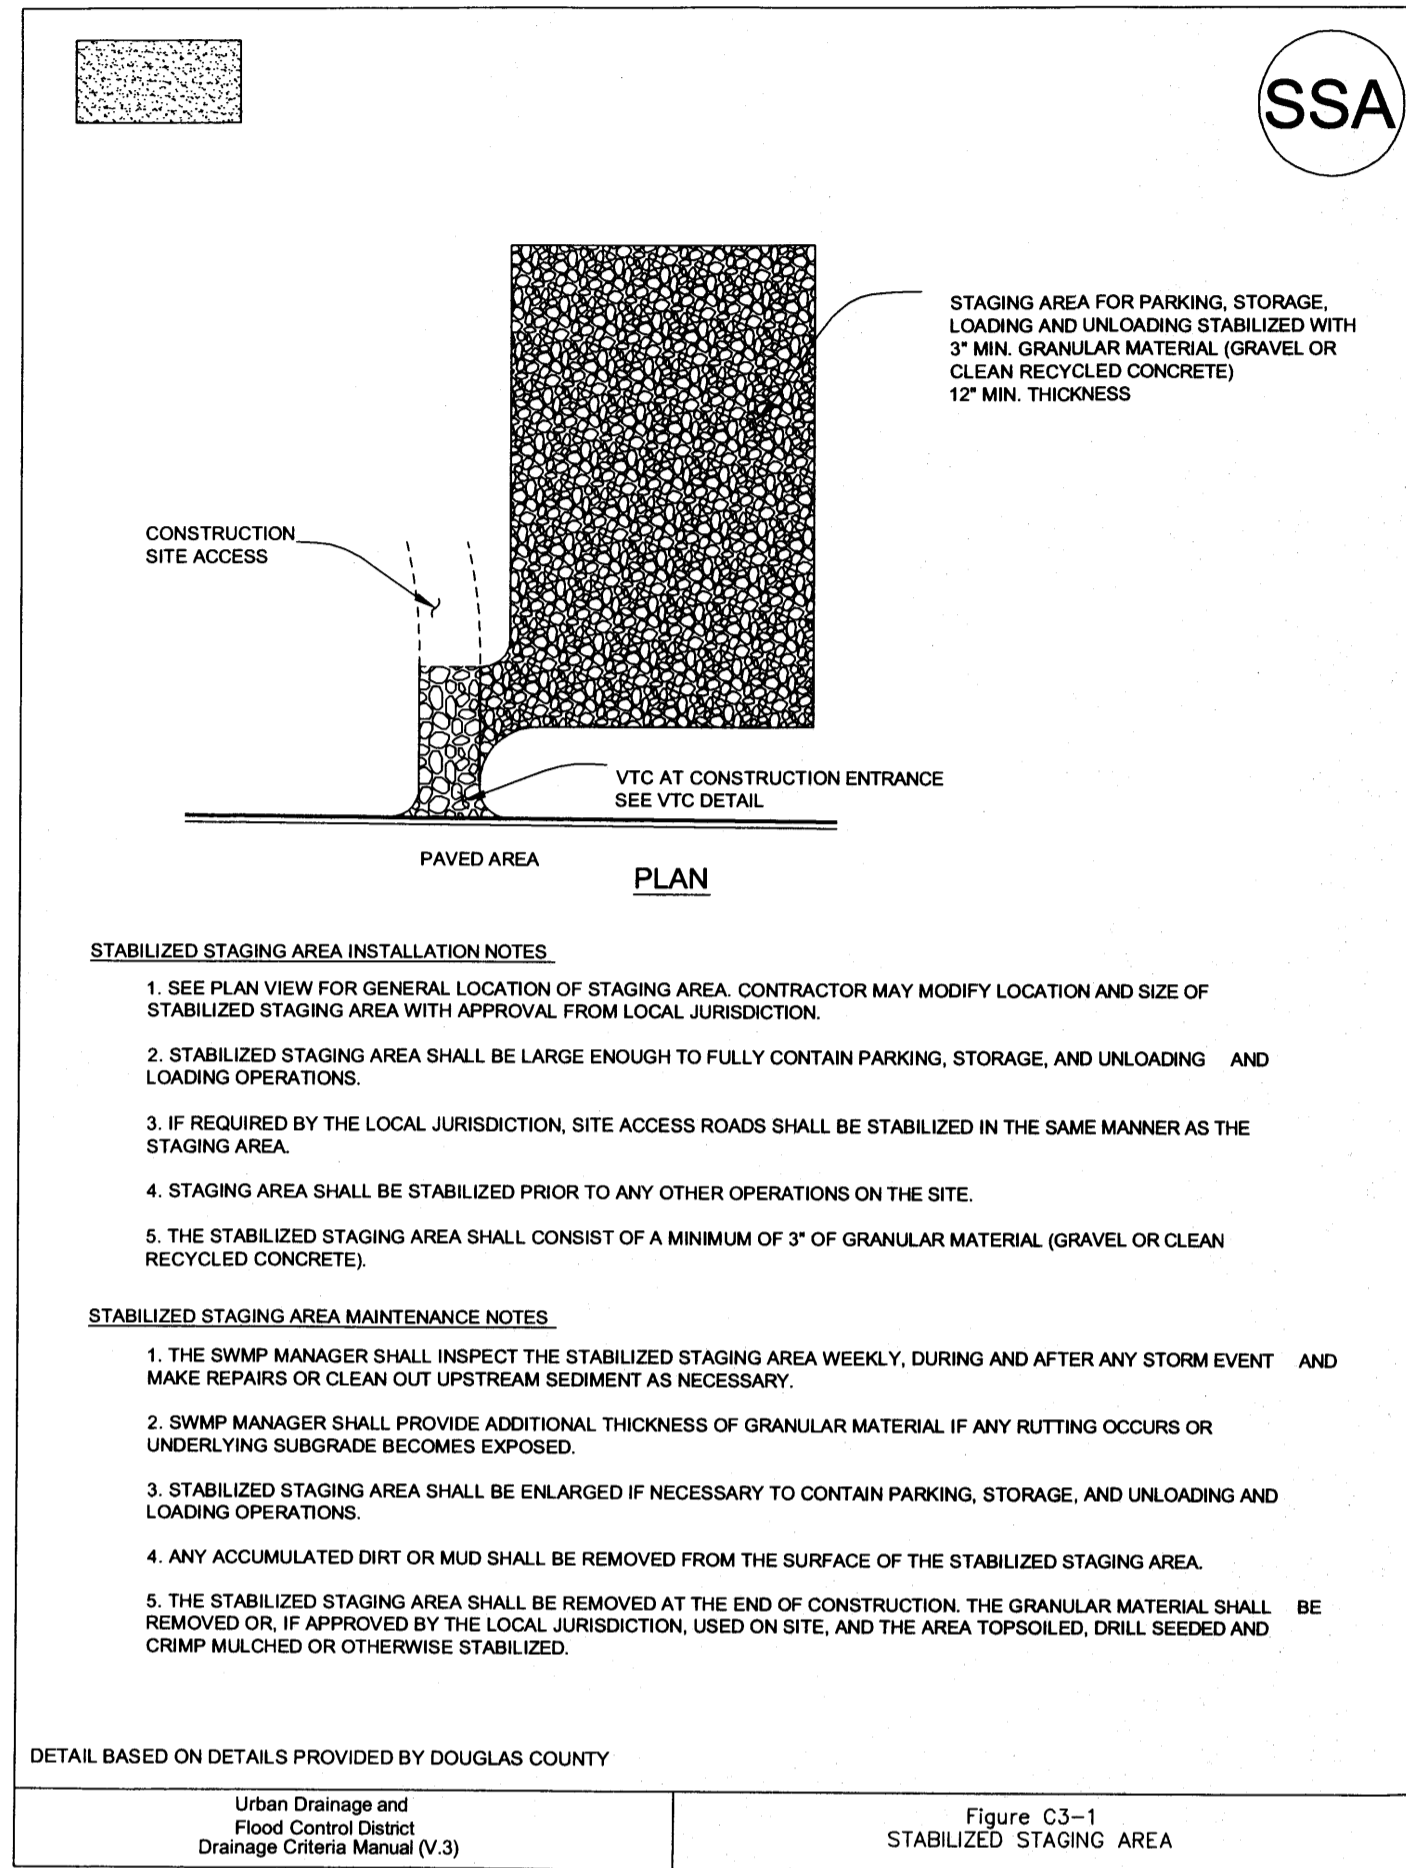 SSA
STAGING AREA FOR PARKING, STORAGE,
LOADING AND UNLOADING STABILIZED WITH
3" MIN. GRANULAR MATERIAL (GRAVEL OR
CLEAN RECYCLED CONCRETE)
12" MIN. THICKNESS
CONSTRUCTION
SITE ACCESS
VTC AT CONSTRUCTION ENTRANCE
SEE VTC DETAIL
PAVED AREA
PLAN
STABILIZED STAGING AREA INSTALLATION NOTES
1. SEE PLAN VIEW FOR GENERAL LOCATION OF STAGING AREA. CONTRACTOR MAY MODIFY LOCATION AND SIZE OF
STABILIZED STAGING AREA WITH APPROVAL FROM LOCAL JURISDICTION.
2. STABILIZED STAGING AREA SHALL BE LARGE ENOUGH TO FULLY CONTAIN PARKING, STORAGE, AND UNLOADING AND
LOADING OPERATIONS.
3. IF REQUIRED BY THE LOCAL JURISDICTION, SITE ACCESS ROADS SHALL BE STABILIZED IN THE SAME MANNER AS THE
STAGING AREA.
4. STAGING AREA SHALL BE STABILIZED PRIOR TO ANY OTHER OPERATIONS ON THE SITE.
5. THE STABILIZED STAGING AREA SHALL CONSIST OF A MINIMUM OF 3" OF GRANULAR MATERIAL (GRAVEL OR CLEAN
RECYCLED CONCRETE).
STABILIZED STAGING AREA MAINTENANCE NOTES
1. THE SWMP MANAGER SHALL INSPECT THE STABILIZED STAGING AREA WEEKLY, DURING AND AFTER ANY STORM EVENT AND
MAKE REPAIRS OR CLEAN OUT UPSTREAM SEDIMENT AS NECESSARY.
2. SWMP MANAGER SHALL PROVIDE ADDITIONAL THICKNESS OF GRANULAR MATERIAL IF ANY RUTTING OCCURS OR
UNDERLYING SUBGRADE BECOMES EXPOSED.
3. STABILIZED STAGING AREA SHALL BE ENLARGED IF NECESSARY TO CONTAIN PARKING, STORAGE, AND UNLOADING AND
LOADING OPERATIONS.
4. ANY ACCUMULATED DIRT OR MUD SHALL BE REMOVED FROM THE SURFACE OF THE STABILIZED STAGING AREA.
5. THE STABILIZED STAGING AREA SHALL BE REMOVED AT THE END OF CONSTRUCTION. THE GRANULAR MATERIAL SHALL BE
REMOVED OR, IF APPROVED BY THE LOCAL JURISDICTION, USED ON SITE, AND THE AREA TOPSOILED, DRILL SEEDED AND
CRIMP MULCHED OR OTHERWISE STABILIZED.
DETAIL BASED ON DETAILS PROVIDED BY DOUGLAS COUNTY
Urban Drainage and
Flood Control District
Drainage Criteria Manual (V.3)
Figure C3-1
STABILIZED STAGING AREA